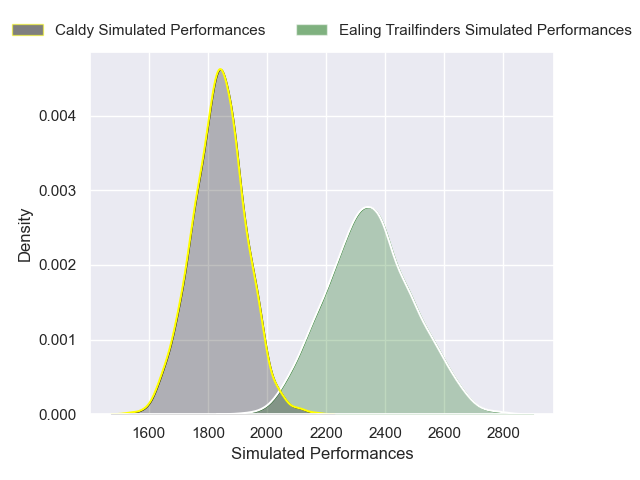 Caldy Simulated Performances Ealing Trailfinders Simulated Performances
0.004
0.003
0.002
0.001
0.000
Density
1600 1800 2000 2200 2400 2600 2800
Simulated Performances